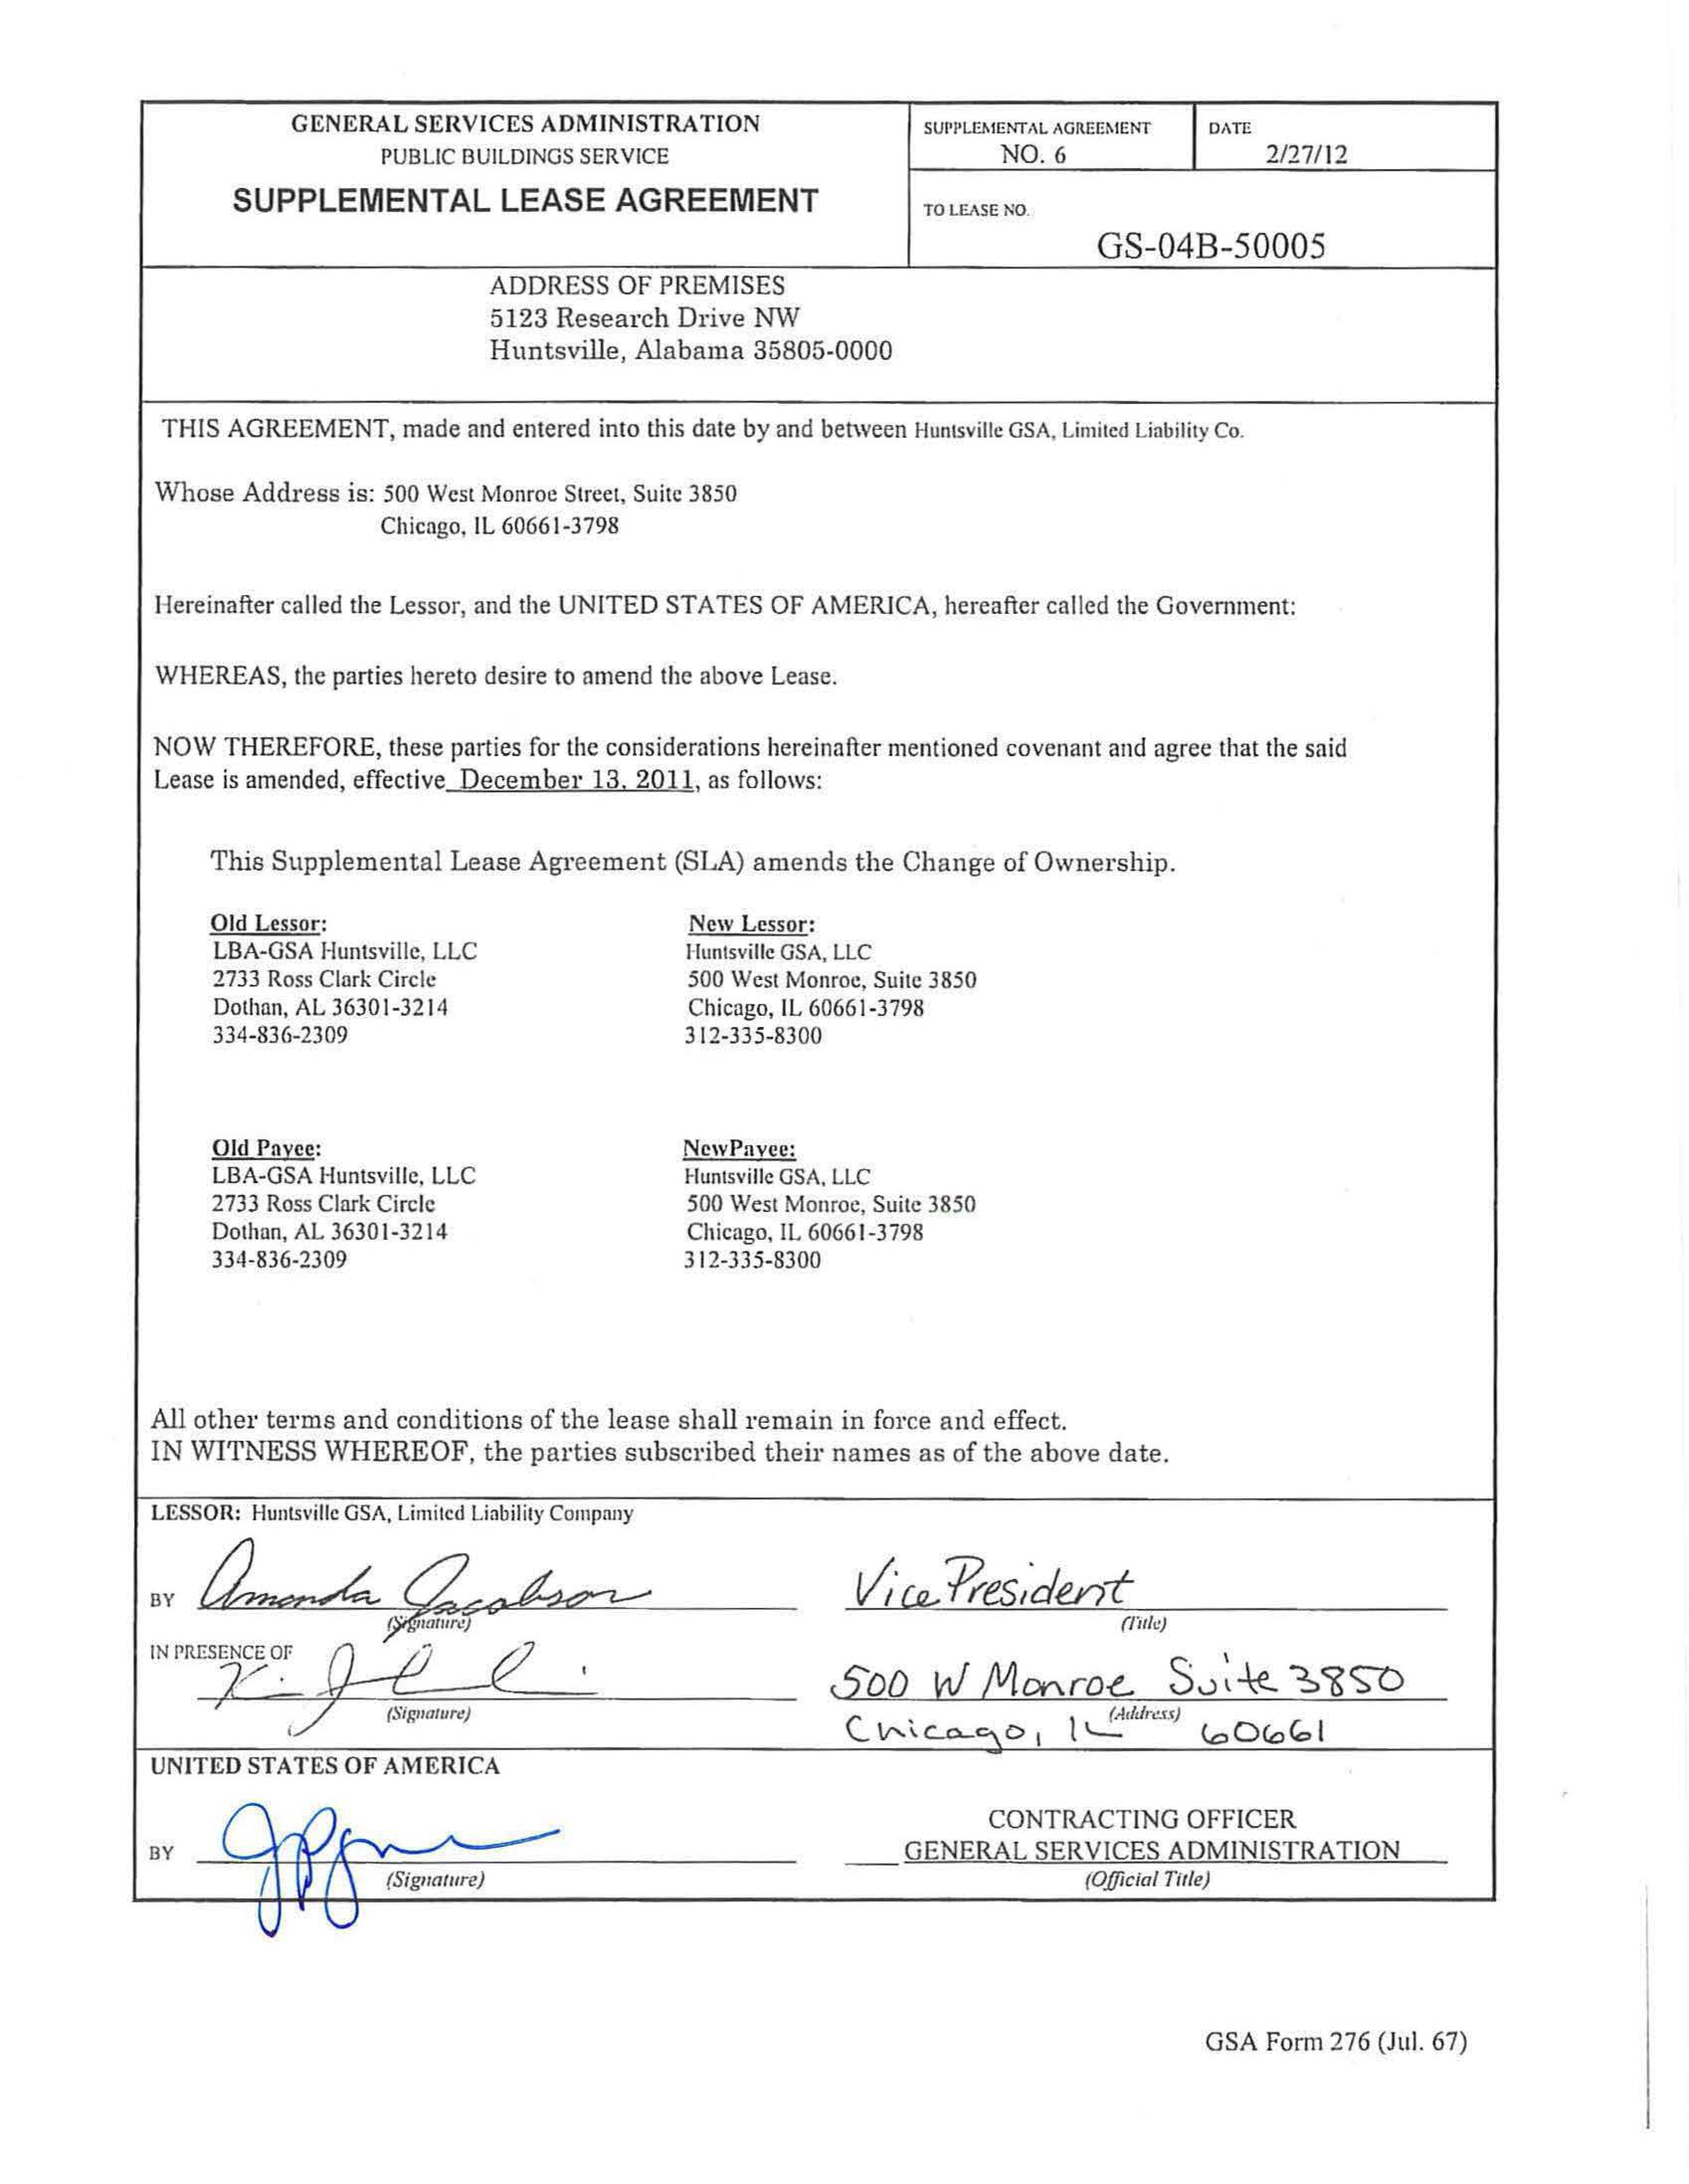 GENERAL SERVICES ADMINISTRATION
PUBLIC BUILDINGS SERVICE
SUPPLEMENTAL LEASE AGREEMENT
SUPPLEMENTAL AGREEMENT
NO. 6
DATE
2/27/12
TO LEASE NO.
GS-04B-50005
ADDRESS OF PREMISES
5123 Research Drive NW
Huntsville, Alabama 35805-0000
THIS AGREEMENT, made and entered into this date by and between Huntsville GSA, Limited Liability Co.
Whose Address is: 500 West Monroe Street, Suite 3850
Chicago, IL 60661-3798
Hereinafter called the Lessor, and the UNITED STATES OF AMERICA, hereafter called the Government:
WHEREAS, the parties hereto desire to amend the above Lease.
NOW THEREFORE, these parties for the considerations hereinafter mentioned covenant and agree that the said
Lease is amended, effective December 13, 2011, as follows:
This Supplemental Lease Agreement (SLA) amends the Change of Ownership.
Old Lessor:
LBA-GSA Huntsville, LLC
2733 Ross Clark Circle
Dothan, AL 36301-3214
334-836-2309
New Lessor:
Huntsville GSA, LLC
500 West Monroe, Suite 3850
Chicago, IL 60661-3798
312-335-8300
Old Payee:
LBA-GSA Huntsville, LLC
2733 Ross Clark Circle
Dothan, AL 36301-3214
334-836-2309
NewPayee:
Huntsville GSA, LLC
500 West Monroe, Suite 3850
Chicago, IL 60661-3798
312-335-8300
All other terms and conditions of the lease shall remain in force and effect.
IN WITNESS WHEREOF, the parties subscribed their names as of the above date.
LESSOR: Huntsville GSA, Limited Liability Company
BY Amanda Jacobson
(Signature)
Vice President
(Title)
IN PRESENCE OF
(Signature)
500 W Monroe Suite 3850
(Address)
Chicago, IL 60661
UNITED STATES OF AMERICA
BY
(Signature)
CONTRACTING OFFICER
GENERAL SERVICES ADMINISTRATION
(Official Title)
GSA Form 276 (Jul. 67)